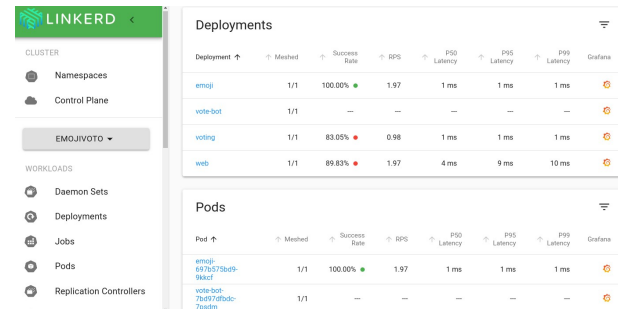 LINKERD
CLUSTER
Namespaces
Control Plane
EMOJIVOTO
WORKLOADS
Daemon Sets
Deployments
Jobs
Pods
Replication Controllers
Deployments
Deployment ↑ ↑ Meshed ↑ Success Rate ↑ RPS ↑ P50 Latency ↑ P95 Latency ↑ P99 Latency Grafana
emoji 1/1 100.00% 1.97 1 ms 1 ms 1 ms
vote-bot 1/1 --- --- --- --- ---
voting 1/1 83.05% 0.98 1 ms 1 ms 1 ms
web 1/1 89.83% 1.97 4 ms 9 ms 10 ms
Pods
Pod ↑ ↑ Meshed ↑ Success Rate ↑ RPS ↑ P50 Latency ↑ P95 Latency ↑ P99 Latency Grafana
emoji-
697b575bd9-
9kkcf 1/1 100.00% 1.97 1 ms 1 ms 1 ms
vote-bot-
7bd97dfbdc- 1/1 --- --- --- --- ---